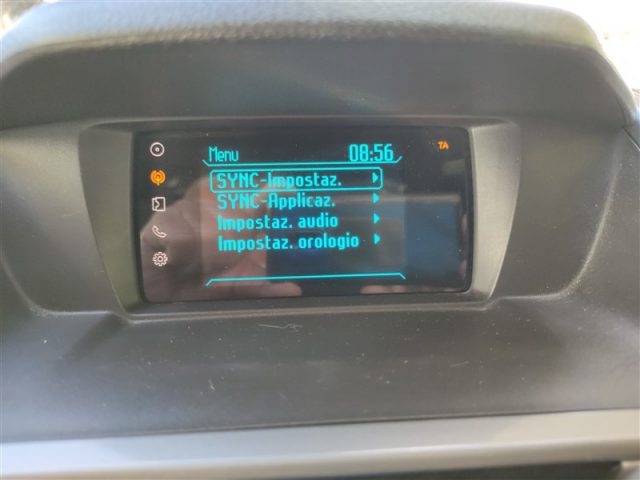 Menu 08:56 TA
SYNC-Impostaz.
SYNC-Applicaz.
Impostaz. audio
Impostaz. orologio